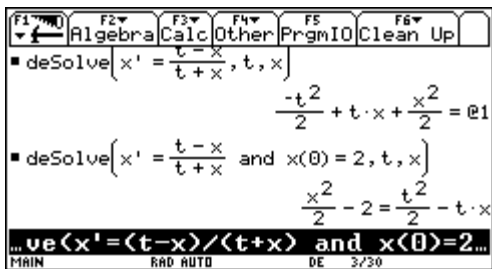 F1 F2 F3 F4 F5 F6
Algebra Calc Other PrgmIO Clean Up
▪ deSolve(x' = (t - x)/(t + x), t, x)
-t²/2 + t·x + x²/2 = @1
▪ deSolve(x' = (t - x)/(t + x) and x(0) = 2, t, x)
x²/2 - 2 = t²/2 - t·x
…ve(x'=(t-x)/(t+x) and x(0)=2…
MAIN RAD AUTO DE 3/30